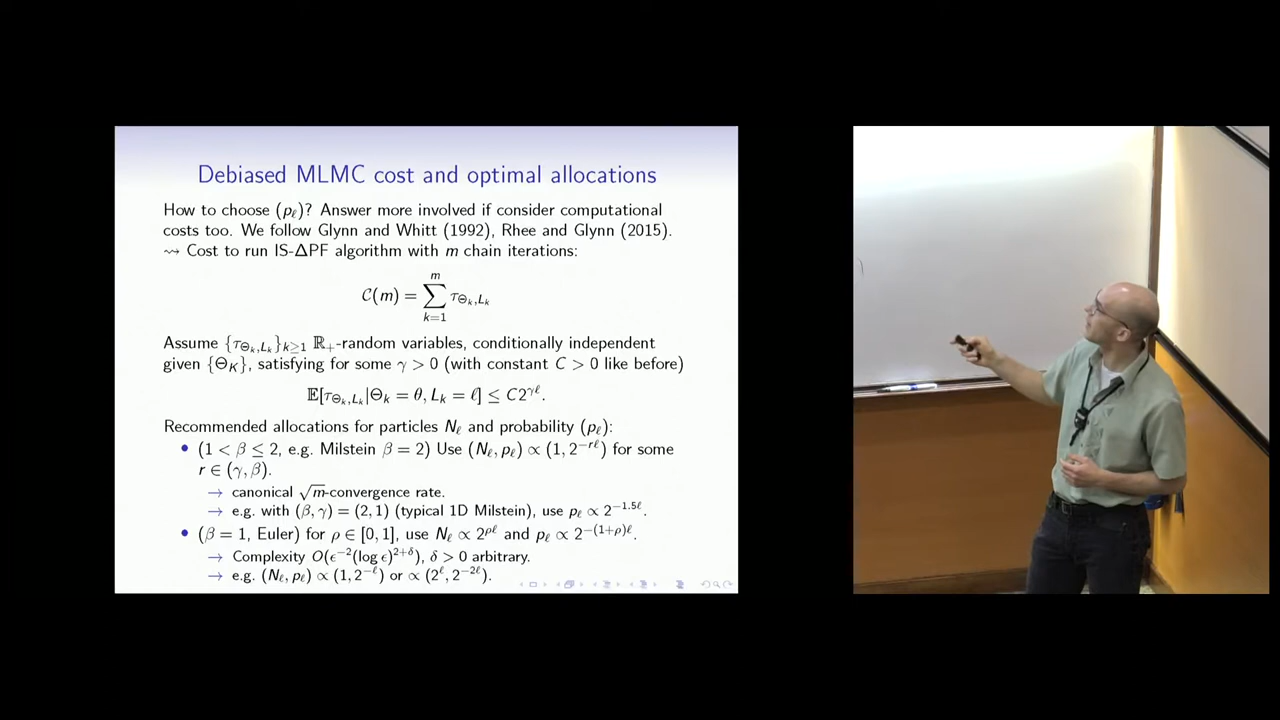 Debiased MLMC cost and optimal allocations
How to choose (pℓ)? Answer more involved if consider computational
costs too. We follow Glynn and Whitt (1992), Rhee and Glynn (2015).
⇝ Cost to run IS-ΔPF algorithm with m chain iterations:
C(m) = ∑_{k=1}^{m} τ_{Θ_k,L_k}
Assume {τ_{Θ_k,L_k}}_{k≥1} ℝ₊-random variables, conditionally independent
given {Θ_K}, satisfying for some γ > 0 (with constant C > 0 like before)
𝔼[τ_{Θ_k,L_k}|Θ_k = θ, L_k = ℓ] ≤ C2^{γℓ}.
Recommended allocations for particles N_ℓ and probability (p_ℓ):
• (1 < β ≤ 2, e.g. Milstein β = 2) Use (N_ℓ, p_ℓ) ∝ (1, 2^{−rℓ}) for some
r ∈ (γ, β).
→ canonical √m-convergence rate.
→ e.g. with (β, γ) = (2, 1) (typical 1D Milstein), use p_ℓ ∝ 2^{−1.5ℓ}.
• (β = 1, Euler) for ρ ∈ [0, 1], use N_ℓ ∝ 2^{ρℓ} and p_ℓ ∝ 2^{−(1+ρ)ℓ}.
→ Complexity O(ϵ^{−2}(log ϵ)^{2+δ}), δ > 0 arbitrary.
→ e.g. (N_ℓ, p_ℓ) ∝ (1, 2^{−ℓ}) or ∝ (2^ℓ, 2^{−2ℓ}).